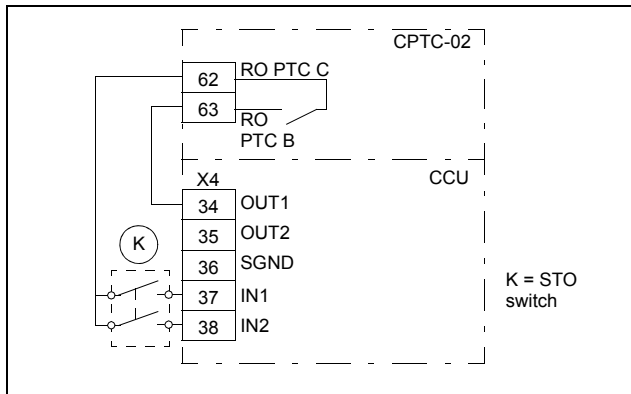 CPTC-02
62 RO PTC C
63 RO
PTC B
X4
CCU
34 OUT1
35 OUT2
36 SGND
K
37 IN1
38 IN2
K = STO
switch